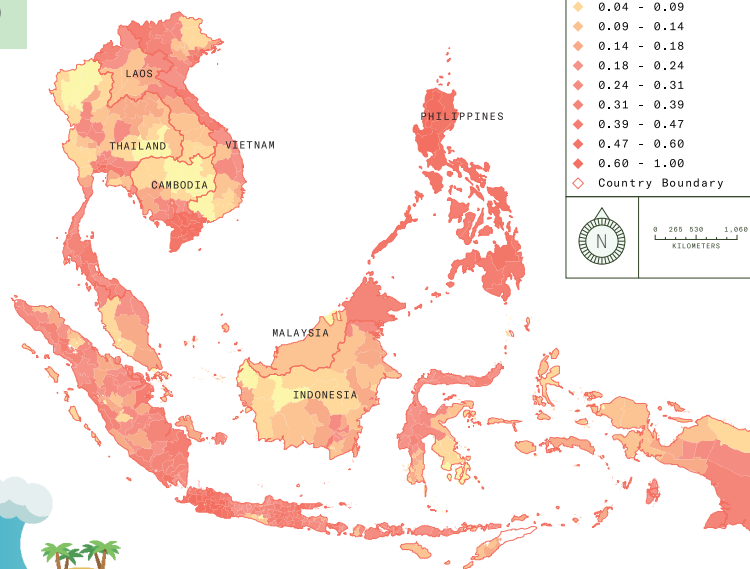 0.04 - 0.09
0.09 - 0.14
0.14 - 0.18
0.18 - 0.24
0.24 - 0.31
0.31 - 0.39
0.39 - 0.47
0.47 - 0.60
0.60 - 1.00
Country Boundary
N
0 265 530 1,060
KILOMETERS
LAOS
PHILIPPINES
THAILAND
VIETNAM
CAMBODIA
MALAYSIA
INDONESIA